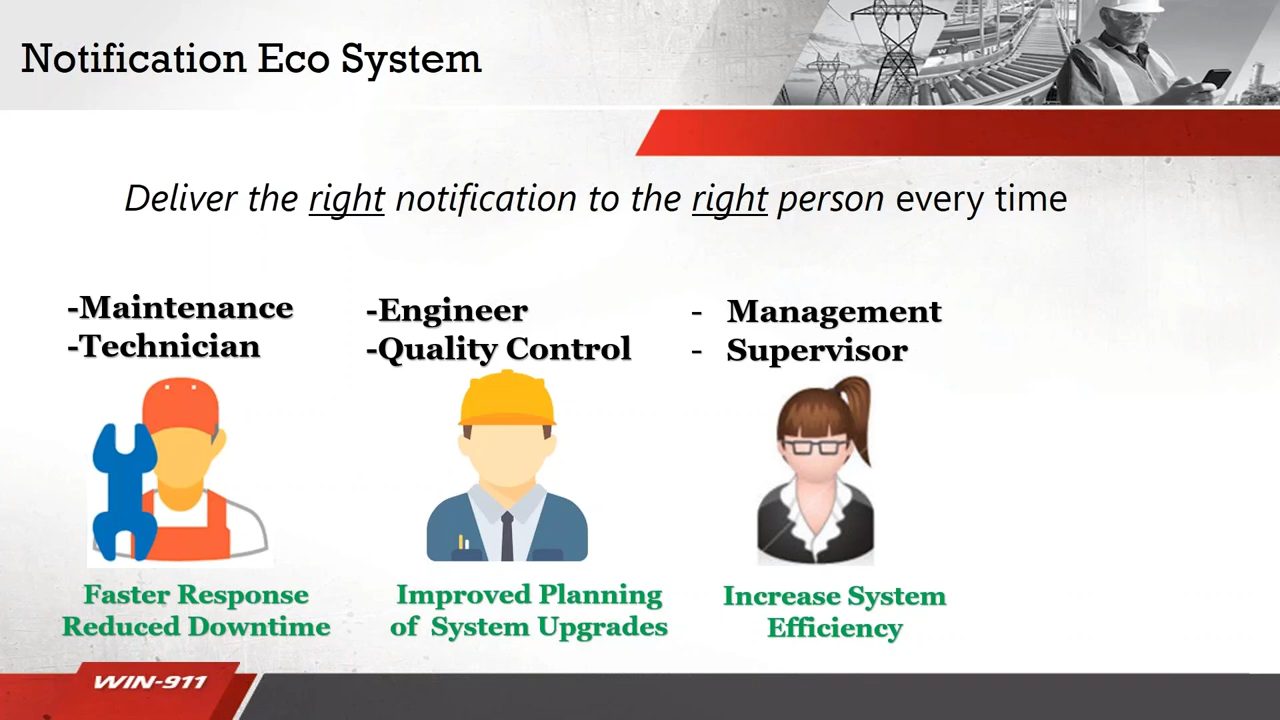 Notification Eco System
Deliver the right notification to the right person every time
-Maintenance
-Technician
-Engineer
-Quality Control
- Management
- Supervisor
Faster Response
Reduced Downtime
Improved Planning
of System Upgrades
Increase System
Efficiency
WIN-911